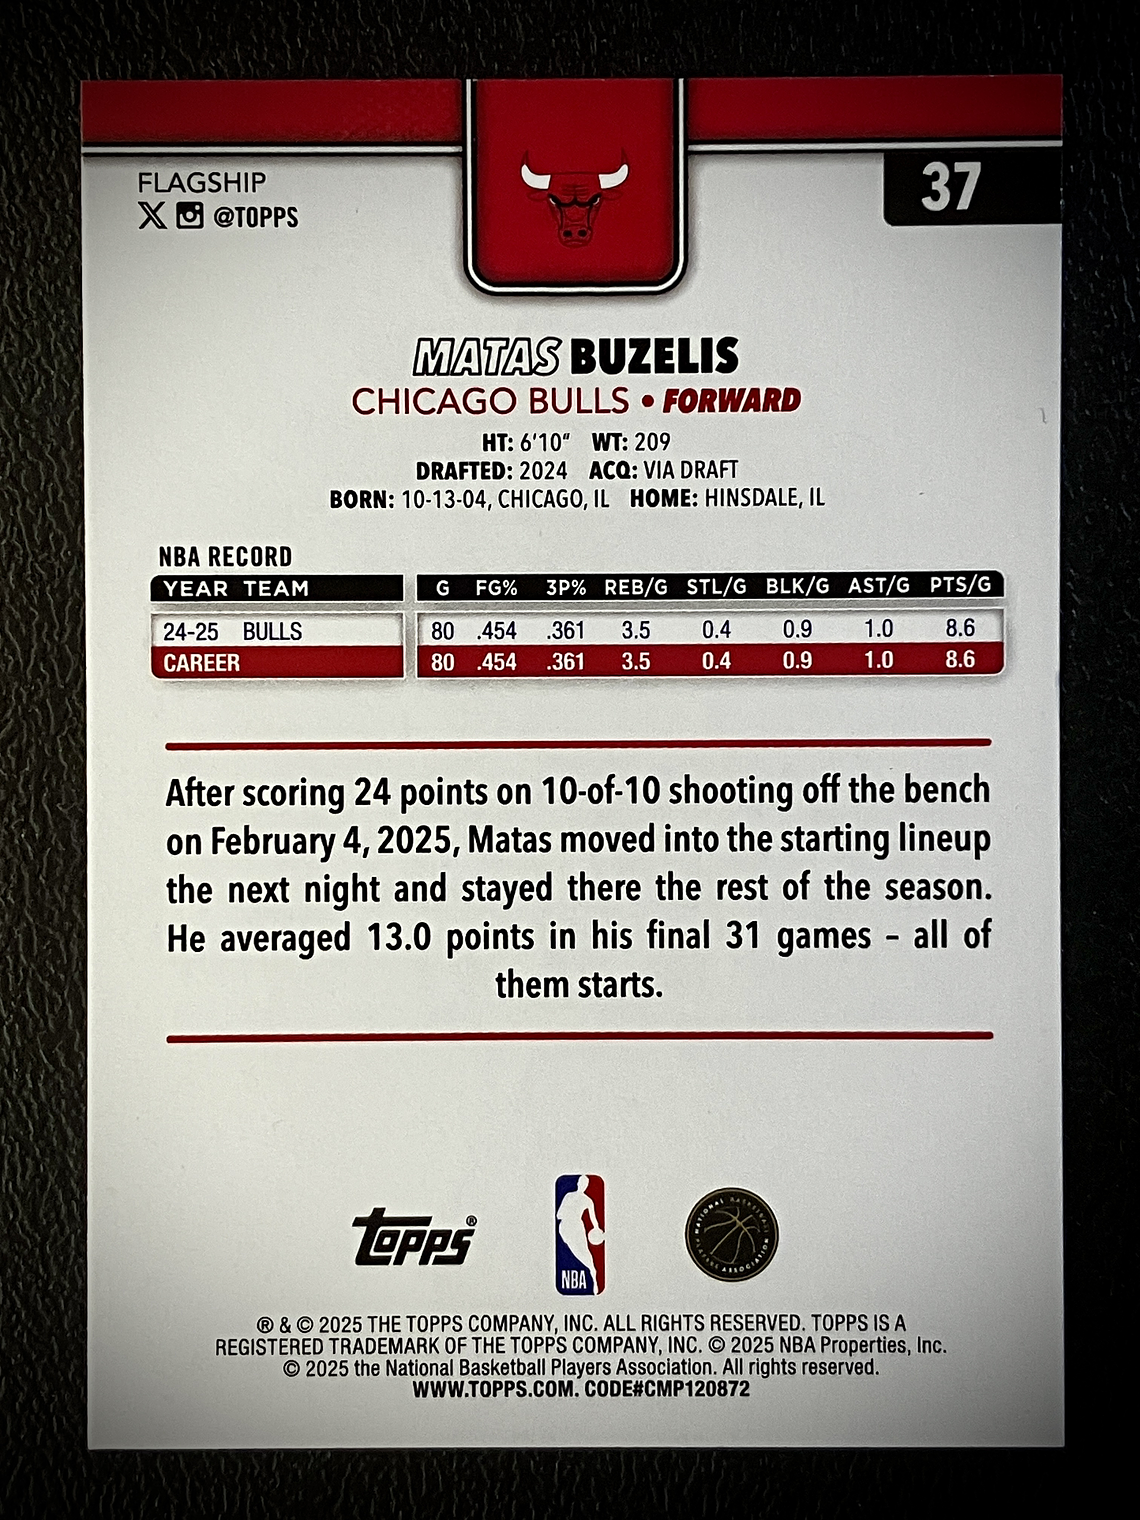 FLAGSHIP
37
@TOPPS
MATAS BUZELIS
CHICAGO BULLS • FORWARD
HT: 6'10" WT: 209
DRAFTED: 2024 ACQ: VIA DRAFT
BORN: 10-13-04, CHICAGO, IL HOME: HINSDALE, IL
NBA RECORD
YEAR TEAM G FG% 3P% REB/G STL/G BLK/G AST/G PTS/G
24-25 BULLS 80 .454 .361 3.5 0.4 0.9 1.0 8.6
CAREER 80 .454 .361 3.5 0.4 0.9 1.0 8.6
After scoring 24 points on 10-of-10 shooting off the bench
on February 4, 2025, Matas moved into the starting lineup
the next night and stayed there the rest of the season.
He averaged 13.0 points in his final 31 games – all of
them starts.
Topps®
NBA
NATIONAL BASKETBALL PLAYERS ASSOCIATION
® & © 2025 THE TOPPS COMPANY, INC. ALL RIGHTS RESERVED. TOPPS IS A
REGISTERED TRADEMARK OF THE TOPPS COMPANY, INC. © 2025 NBA Properties, Inc.
© 2025 the National Basketball Players Association. All rights reserved.
WWW.TOPPS.COM. CODE#CMP120872